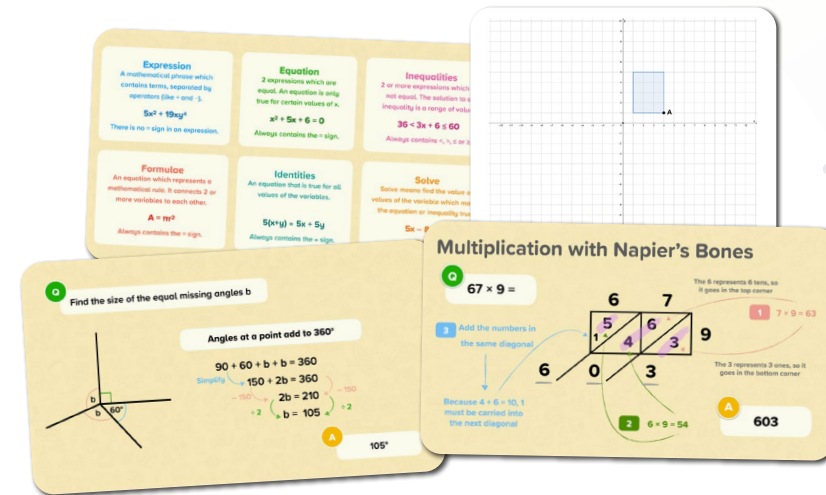 Expression
A mathematical phrase which
contains terms, separated by
operators (like + and -).
5x² + 19xy⁴
There is no = sign in an expression.
Equation
2 expressions which are
equal. An equation is only
true for certain values of x.
x² + 5x + 6 = 0
Always contains the = sign.
Inequalities
2 or more expressions which
not equal. The solution to
inequality is a range of
36 < 3x + 6 ≤ 60
Always contains <, >, ≤ or
Formulae
An equation which represents a
mathematical rule. It connects 2 or
more variables to each other.
A = πr²
Always contains the = sign.
Identities
An equation that is true for all
values of the variables.
5(x+y) = 5x + 5y
Always contains the = sign.
Solve
Solve means find the value
values of the variable which
the equation or inequality
5x –
A
Q
Find the size of the equal missing angles b
Angles at a point add to 360°
90 + 60 + b + b = 360
Simplify
150 + 2b = 360
– 150
– 150
2b = 210
÷2
÷2
b = 105
b
b
60°
A
105°
Multiplication with Napier's Bones
Q
67 × 9 =
3 Add the numbers in
the same diagonal
Because 4 + 6 = 10, 1
must be carried into
the next diagonal
6 7
5 6
1 4 3
9
6 0 3
The 6 represents 6 tens, so
it goes in the top corner
1 7 × 9 = 63
The 3 represents 3 ones, so it
goes in the bottom corner
2 6 × 9 = 54
A
603